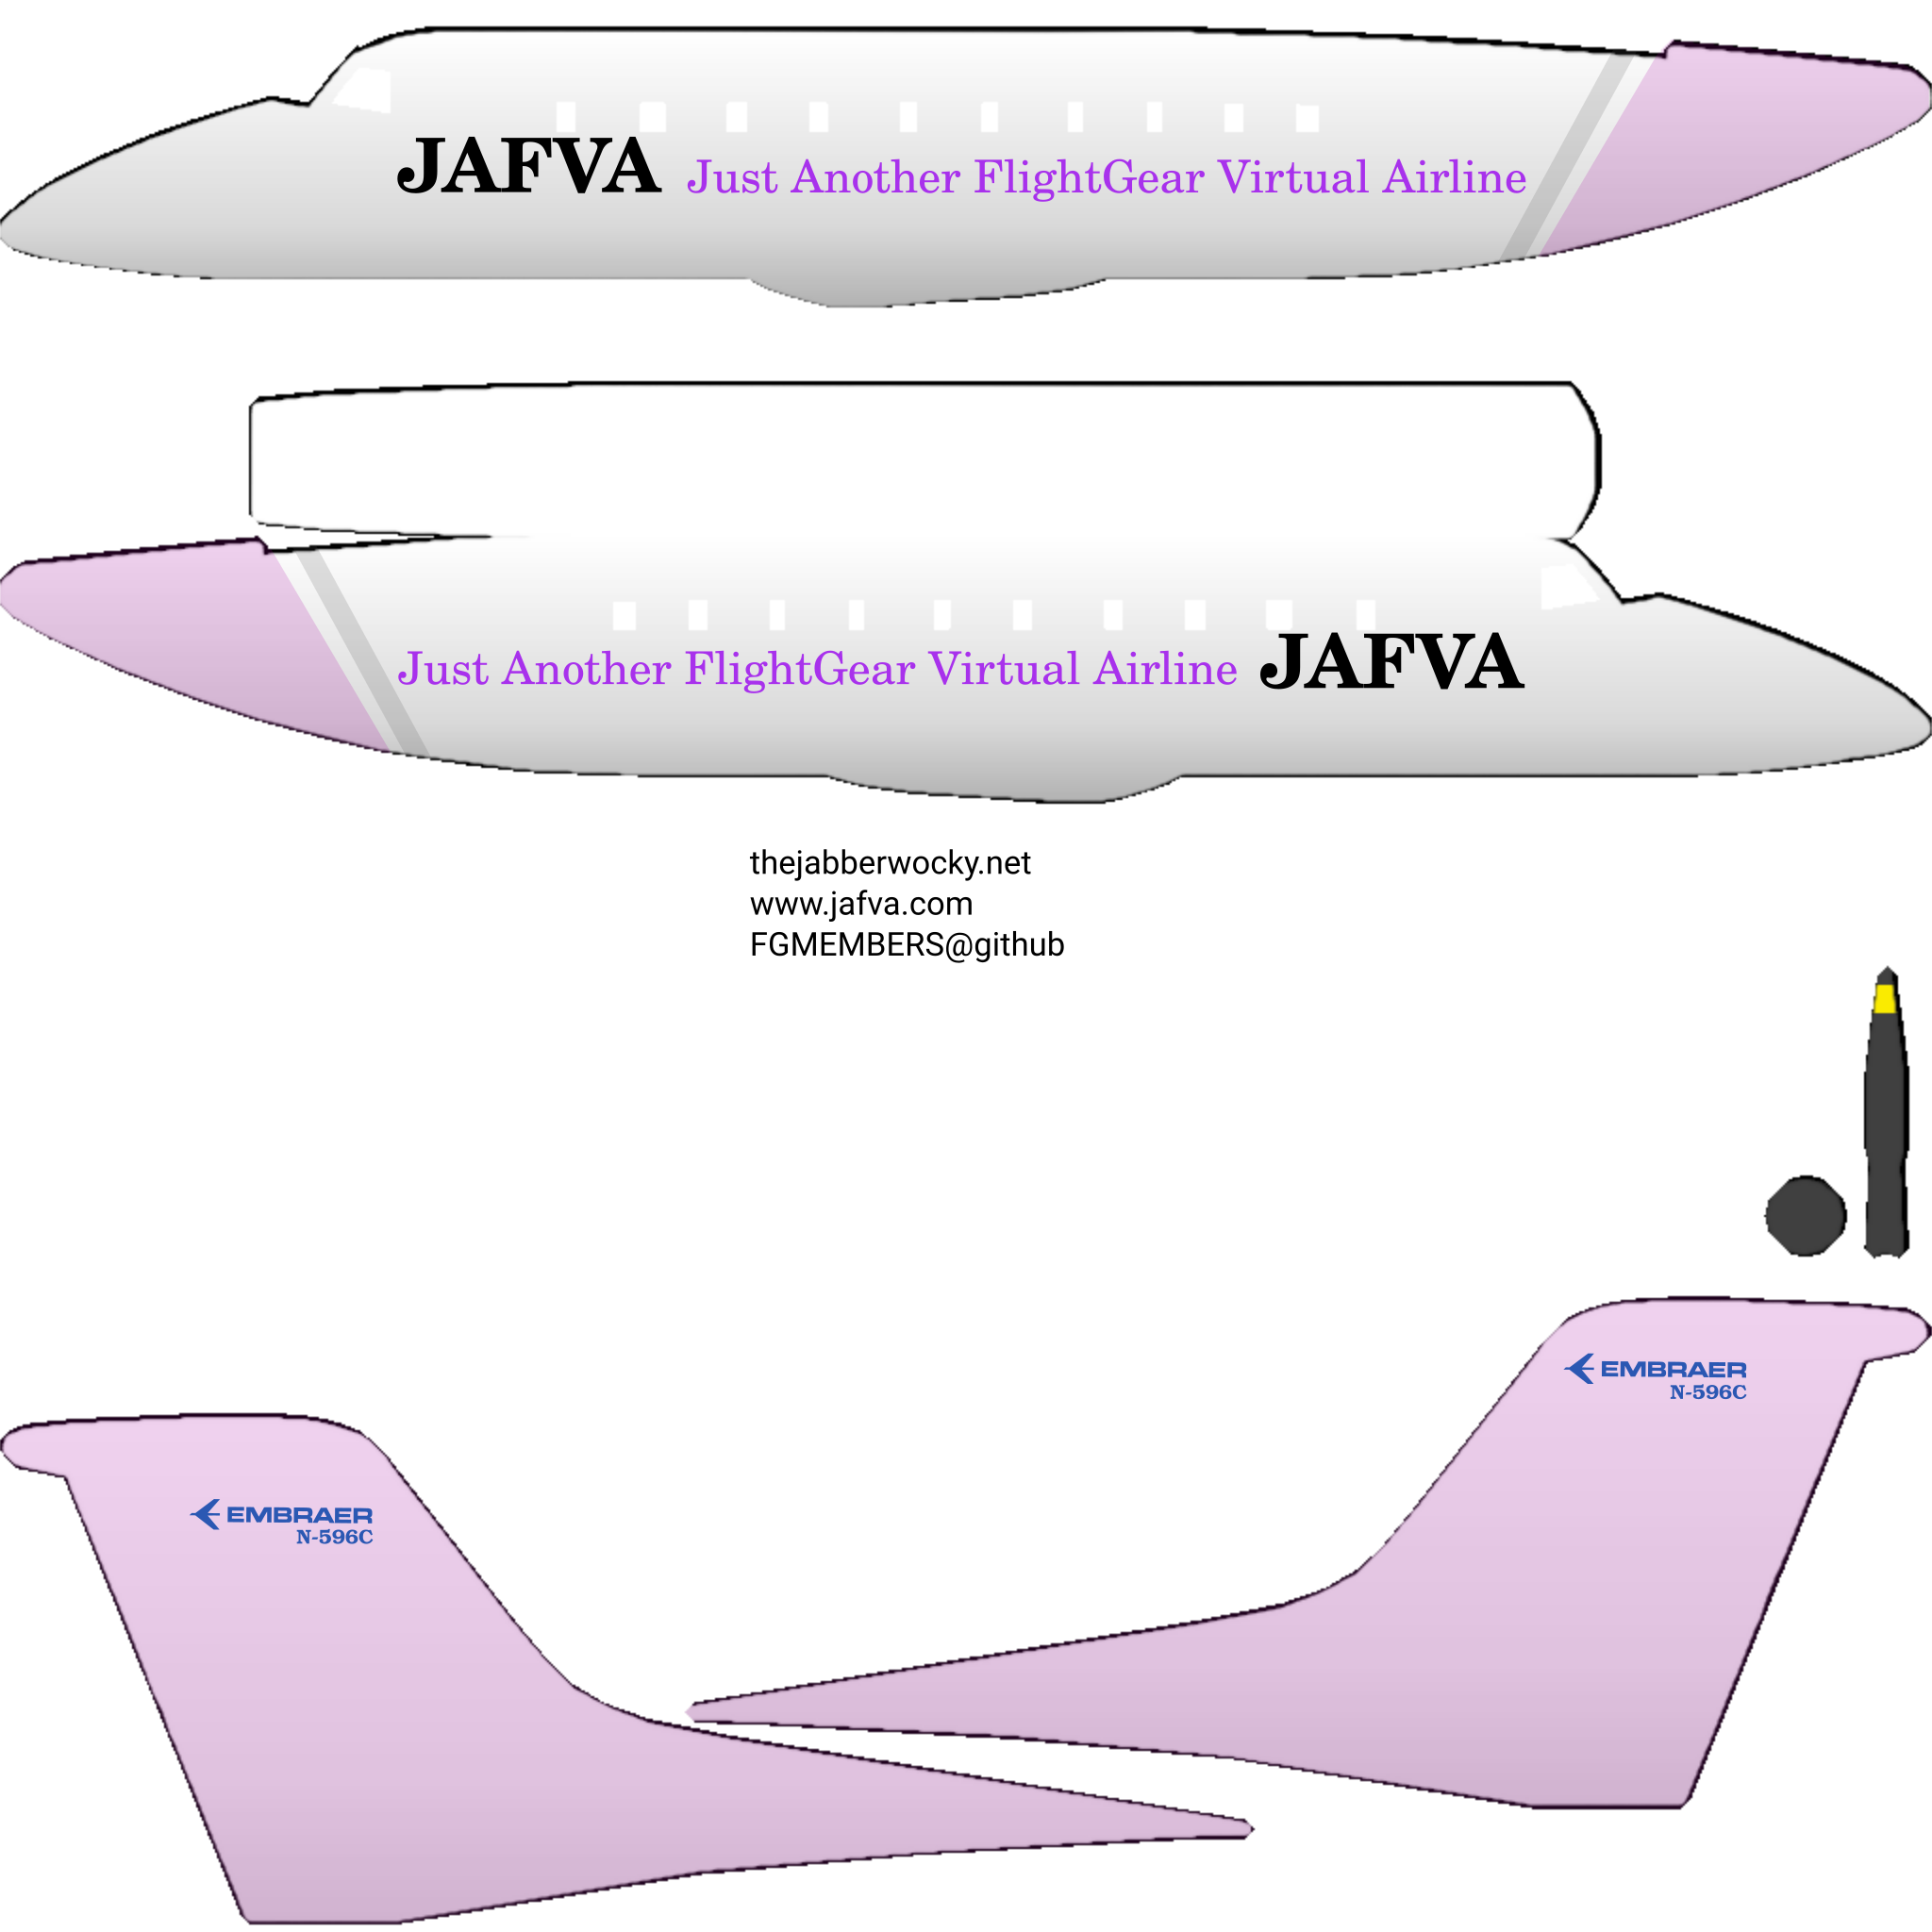 JAFVA Just Another FlightGear Virtual Airline
Just Another FlightGear Virtual Airline JAFVA
thejabberwocky.net
www.jafva.com
FGMEMBERS@github
EMBRAER
N-596C
EMBRAER
N-596C